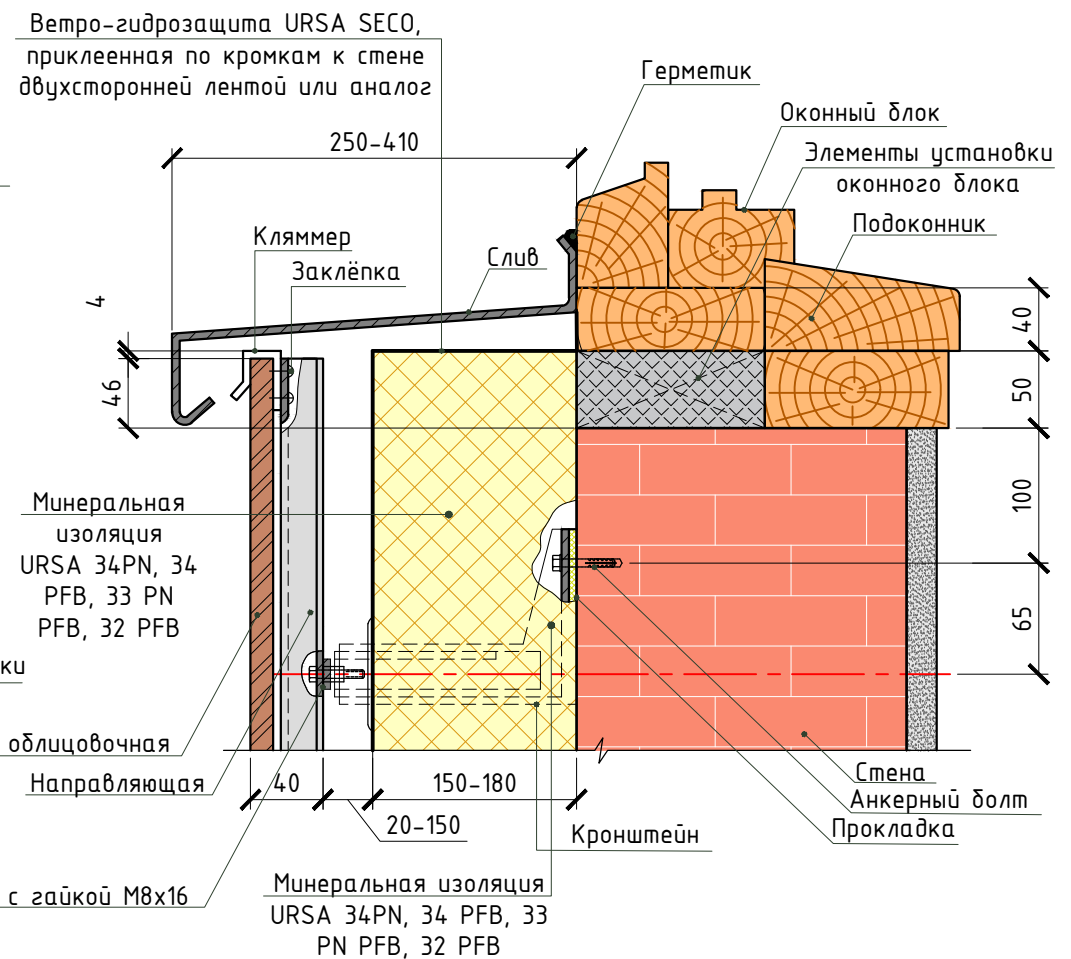 Ветро-гидрозащита URSA SECO,
приклеенная по кромкам к стене
двухсторонней лентой или аналог
Герметик
Оконный блок
Элементы установки
оконного блока
Подоконник
250-410
Кляммер
Заклёпка
Слив
4
46
40
50
100
65
Минеральная
изоляция
URSA 34PN, 34
PFB, 33 PN
PFB, 32 PFB
ки
облицовочная
Направляющая
40
20-150
150-180
Стена
Анкерный болт
Прокладка
Кронштейн
с гайкой М8х16
Минеральная изоляция
URSA 34PN, 34 PFB, 33
PN PFB, 32 PFB